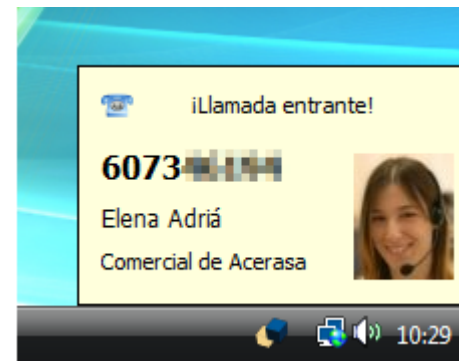 ¡Llamada entrante!
6073
Elena Adriá
Comercial de Acerasa
10:29